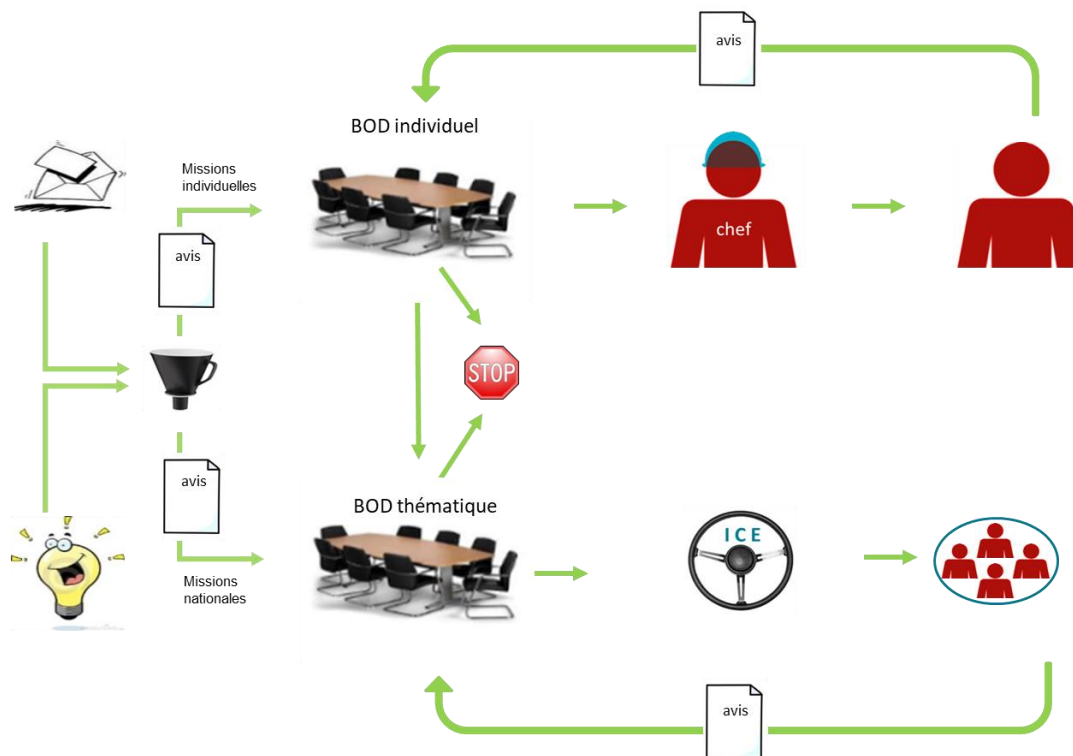 avis
BOD individuel
Missions
individuelles
avis
chef
STOP
avis
BOD thématique
ICE
Missions
nationales
avis